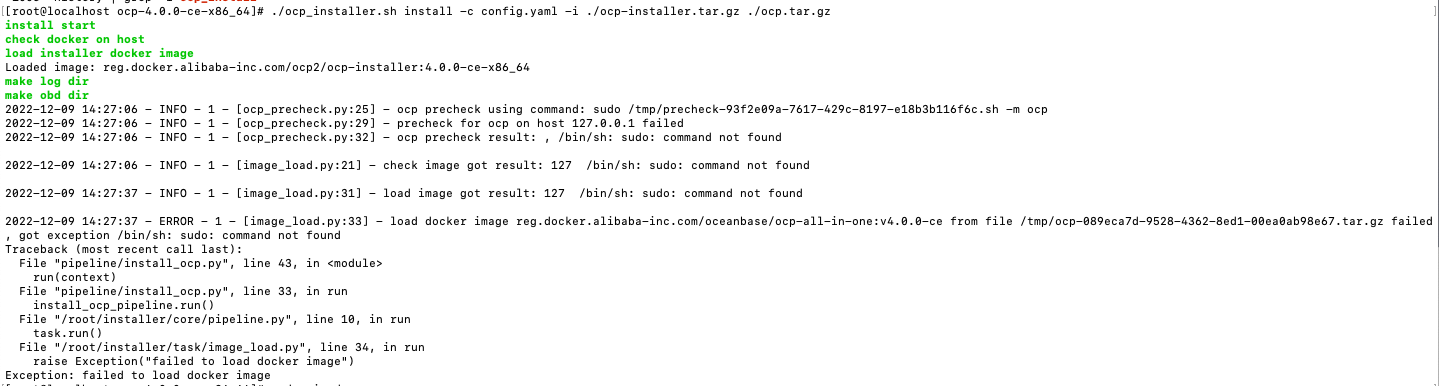 [[root@localhost ocp-4.0.0-ce-x86_64]# ./ocp_installer.sh install -c config.yaml -i ./ocp-installer.tar.gz ./ocp.tar.gz
install start
check docker on host
load installer docker image
Loaded image: reg.docker.alibaba-inc.com/ocp2/ocp-installer:4.0.0-ce-x86_64
make log dir
make obd dir
2022-12-09 14:27:06 - INFO - 1 - [ocp_precheck.py:25] - ocp precheck using command: sudo /tmp/precheck-93f2e09a-7617-429c-8197-e18b3b116f6c.sh -m ocp
2022-12-09 14:27:06 - INFO - 1 - [ocp_precheck.py:29] - precheck for ocp on host 127.0.0.1 failed
2022-12-09 14:27:06 - INFO - 1 - [ocp_precheck.py:32] - ocp precheck result: , /bin/sh: sudo: command not found
2022-12-09 14:27:06 - INFO - 1 - [image_load.py:21] - check image got result: 127  /bin/sh: sudo: command not found
2022-12-09 14:27:37 - INFO - 1 - [image_load.py:31] - load image got result: 127  /bin/sh: sudo: command not found
2022-12-09 14:27:37 - ERROR - 1 - [image_load.py:33] - load docker image reg.docker.alibaba-inc.com/oceanbase/ocp-all-in-one:v4.0.0-ce from file /tmp/ocp-089eca7d-9528-4362-8ed1-00ea0ab98e67.tar.gz failed
, got exception /bin/sh: sudo: command not found
Traceback (most recent call last):
  File "pipeline/install_ocp.py", line 43, in <module>
    run(context)
  File "pipeline/install_ocp.py", line 33, in run
    install_ocp_pipeline.run()
  File "/root/installer/core/pipeline.py", line 10, in run
    task.run()
  File "/root/installer/task/image_load.py", line 34, in run
    raise Exception("failed to load docker image")
Exception: failed to load docker image